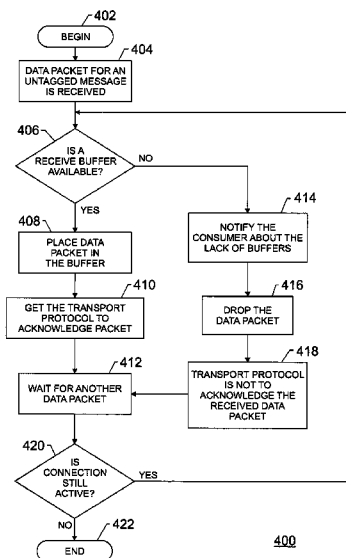 402
BEGIN
404
DATA PACKET FOR AN
UNTAGGED MESSAGE
IS RECEIVED
406
IS A
RECEIVE BUFFER
AVAILABLE?
NO
YES
408
PLACE DATA
PACKET IN
THE BUFFER
410
GET THE TRANSPORT
PROTOCOL TO
ACKNOWLEDGE PACKET
414
NOTIFY THE
CONSUMER ABOUT THE
LACK OF BUFFERS
416
DROP THE
DATA PACKET
418
TRANSPORT PROTOCOL
IS NOT TO
ACKNOWLEDGE THE
RECEIVED DATA
PACKET
412
WAIT FOR ANOTHER
DATA PACKET
420
IS
CONNECTION
STILL
ACTIVE?
YES
NO
422
END
400